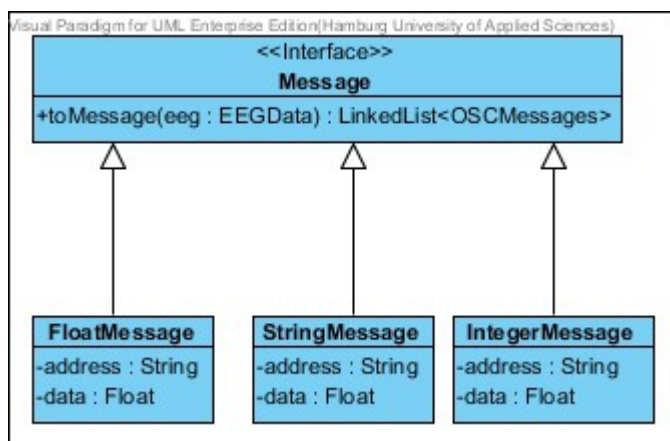 Visual Paradigm for UML Enterprise Edition(Hamburg University of Applied Sciences)
<<Interface>>
Message
+toMessage(eeg : EEGData) : LinkedList<OSCMessages>
FloatMessage
-address : String
-data : Float
StringMessage
-address : String
-data : Float
IntegerMessage
-address : String
-data : Float